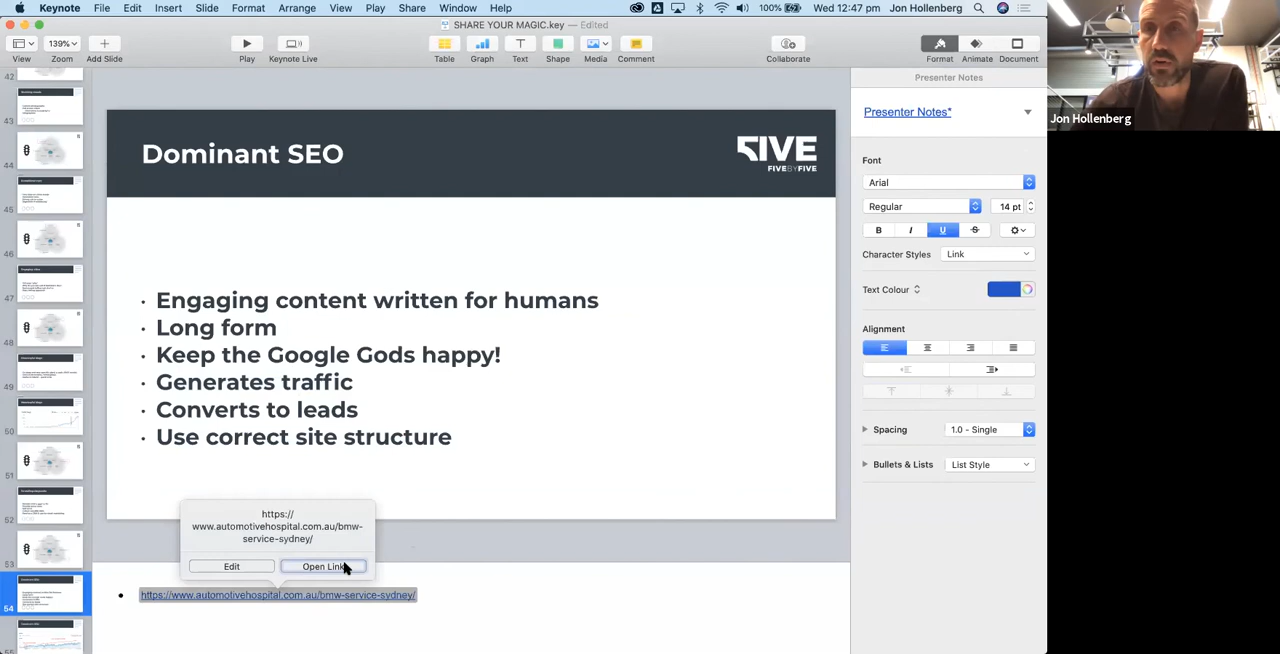 Keynote File Edit Insert Slide Format Arrange View Play Share Window Help 100% Wed 12:47 pm Jon Hollenberg
SHARE YOUR MAGIC.key — Edited
139%
View Zoom Add Slide Play Keynote Live Table Graph Text Shape Media Comment Collaborate Format Animate Document
Presenter Notes
Presenter Notes*
Jon Hollenberg
42
43
44
45
46
47
48
49
50
51
52
53
54
Dominant SEO
5IVE
FIVEBYFIVE
· Engaging content written for humans
· Long form
· Keep the Google Gods happy!
· Generates traffic
· Converts to leads
· Use correct site structure
Font
Arial
Regular 14 pt
B I U S
Character Styles Link
Text Colour
Alignment
Spacing 1.0 - Single
Bullets & Lists List Style
https://
www.automotivehospital.com.au/bmw-
service-sydney/
Edit Open Link
• https://www.automotivehospital.com.au/bmw-service-sydney/